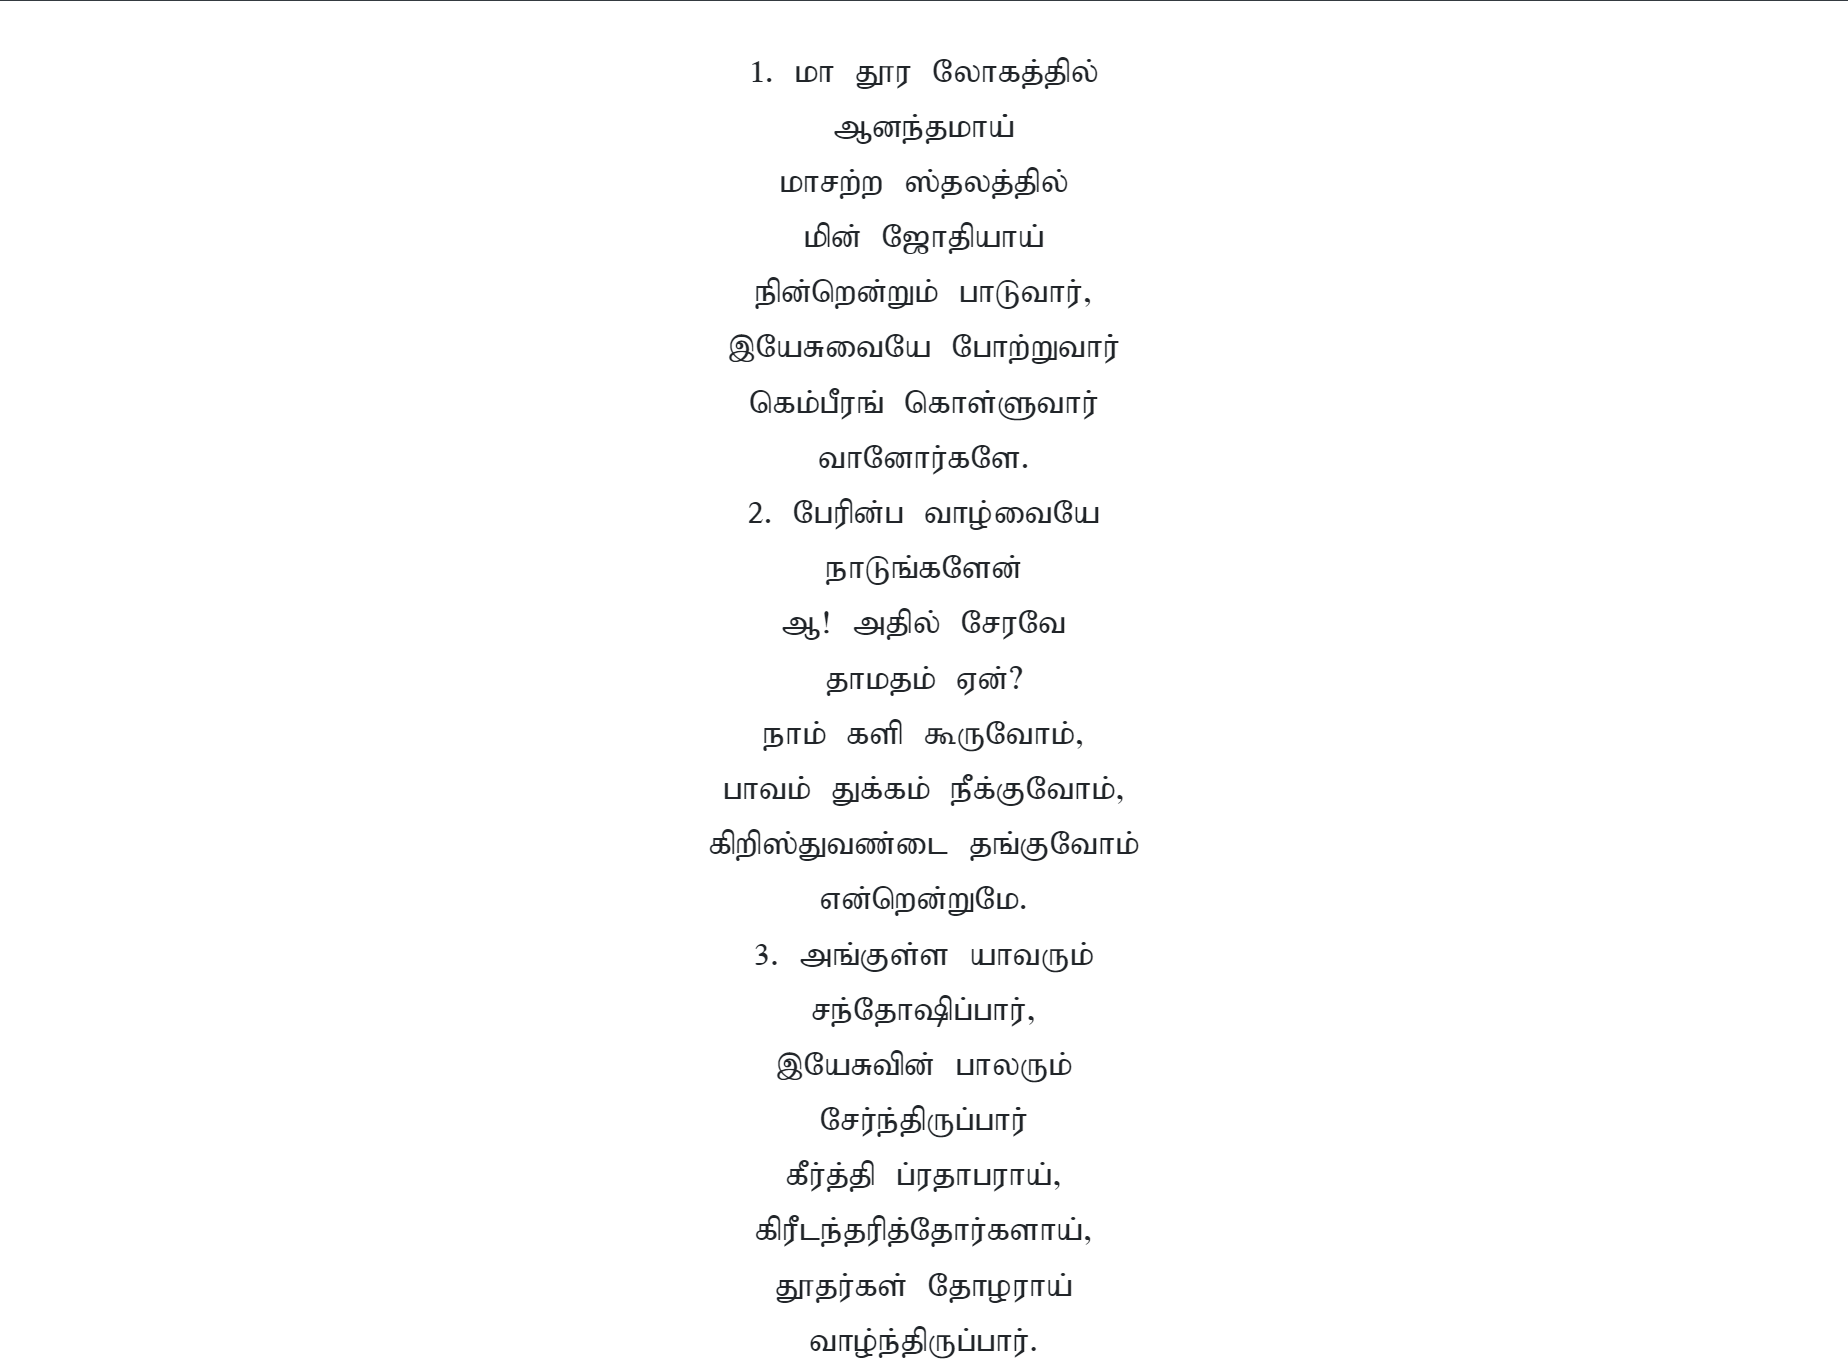 1. மா தூர லோகத்தில்
ஆனந்தமாய்
மாசற்ற ஸ்தலத்தில்
மின் ஜோதியாய்
நின்றென்றும் பாடுவார்,
இயேசுவையே போற்றுவார்
கெம்பீரங் கொள்ளுவார்
வானோர்களே.
2. பேரின்ப வாழ்வையே
நாடுங்களேன்
ஆ! அதில் சேரவே
தாமதம் ஏன்?
நாம் களி கூருவோம்,
பாவம் துக்கம் நீக்குவோம்,
கிறிஸ்துவண்டை தங்குவோம்
என்றென்றுமே.
3. அங்குள்ள யாவரும்
சந்தோஷிப்பார்,
இயேசுவின் பாலரும்
சேர்ந்திருப்பார்
கீர்த்தி ப்ரதாபராய்,
கிரீடந்தரித்தோர்களாய்,
தூதர்கள் தோழராய்
வாழ்ந்திருப்பார்.